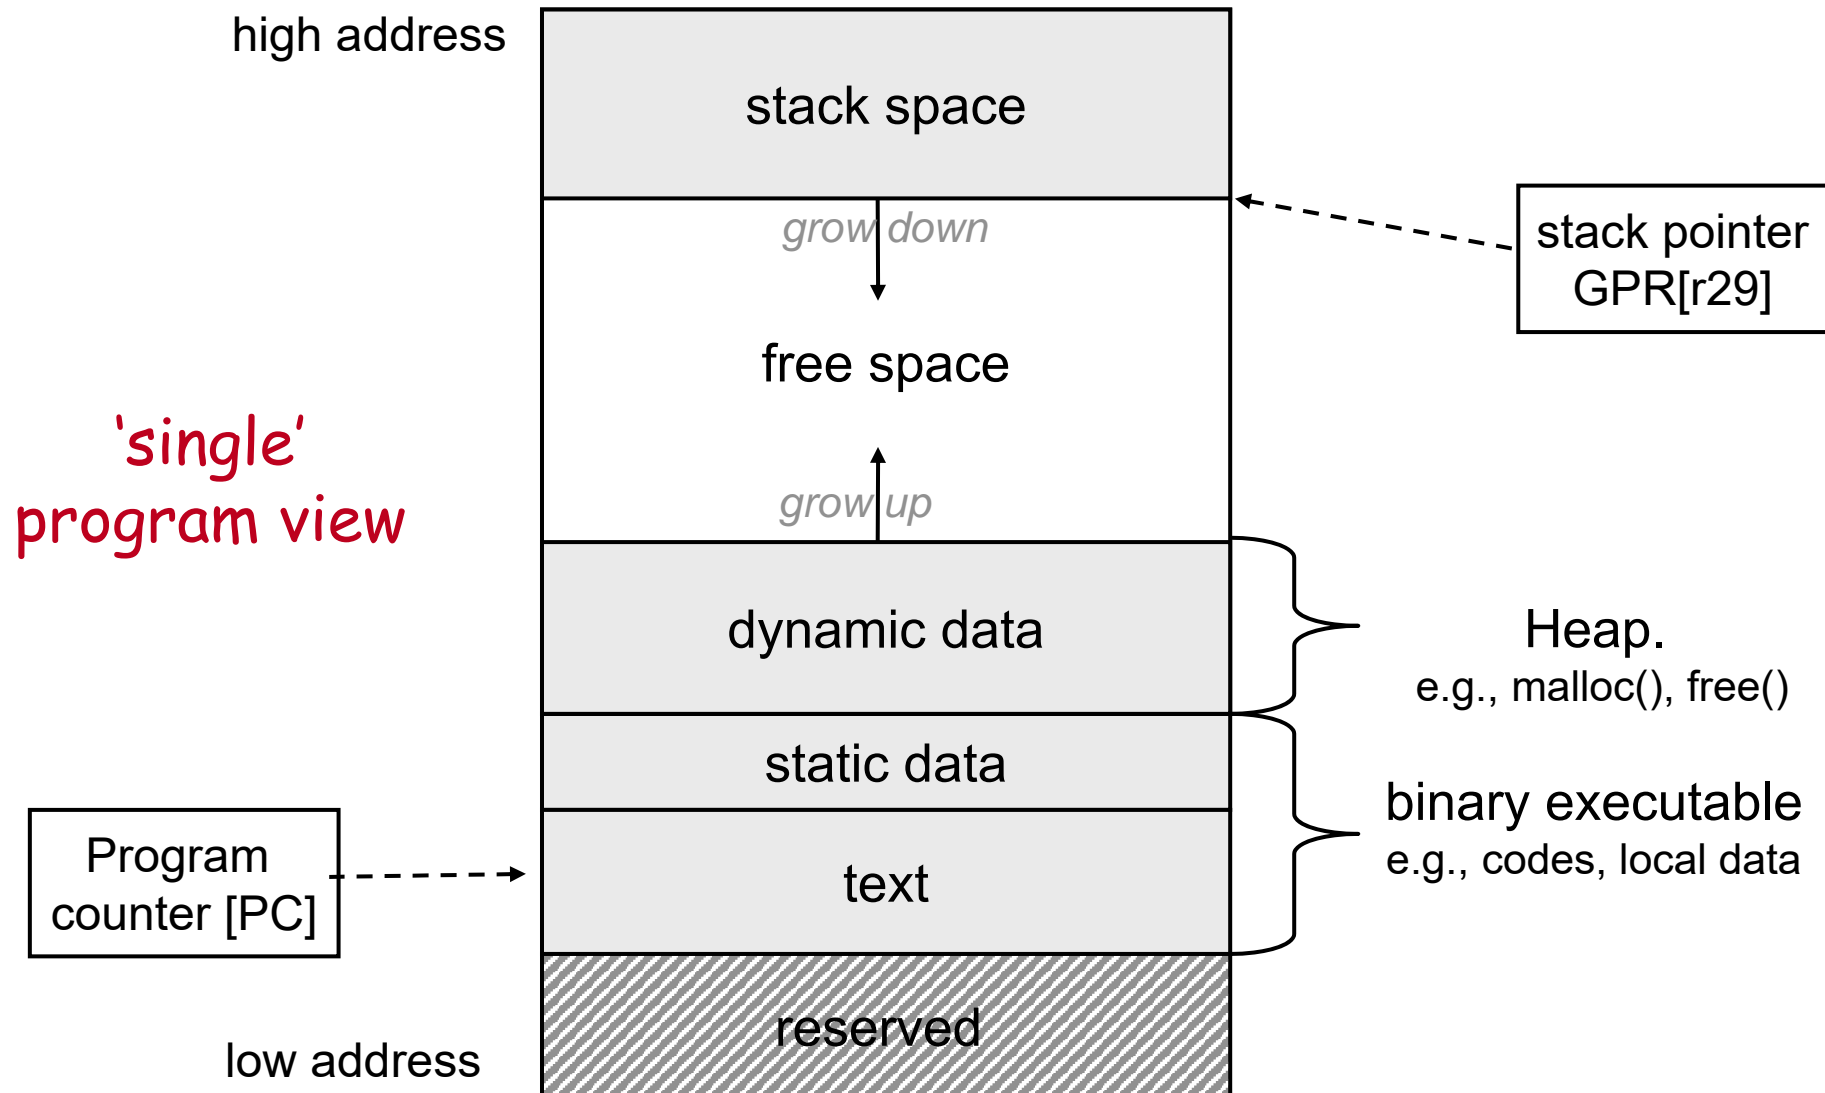 high address
stack space
grow down
stack pointer
GPR[r29]
free space
‘single’
program view
grow up
dynamic data
Heap.
e.g., malloc(), free()
static data
binary executable
e.g., codes, local data
Program
counter [PC]
text
reserved
low address